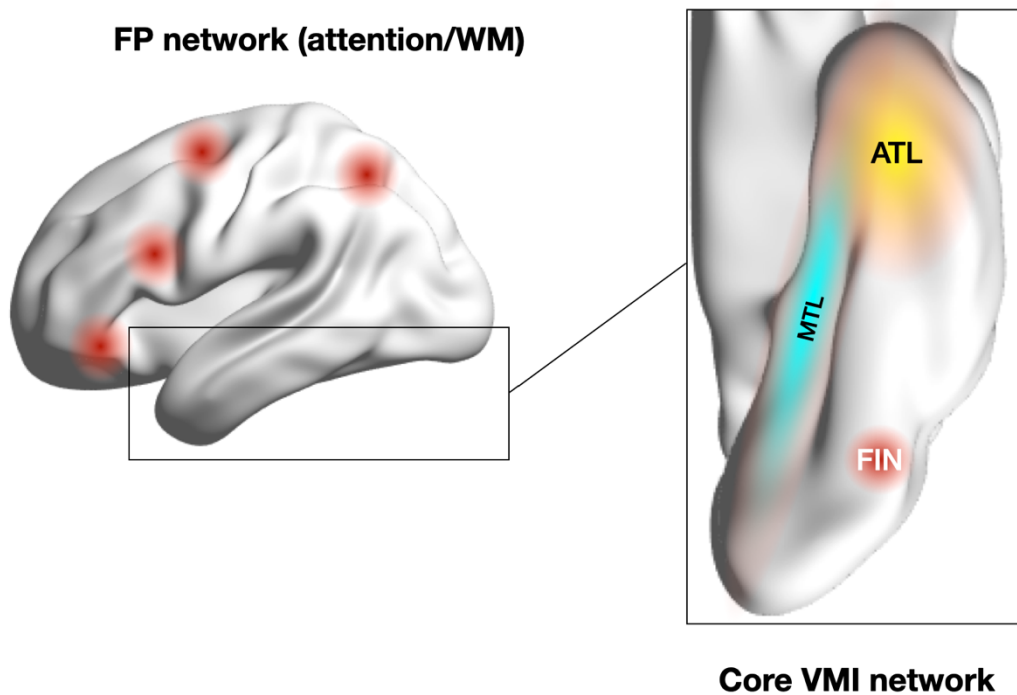 FP network (attention/WM)
ATL
MTL
FIN
Core VMI network